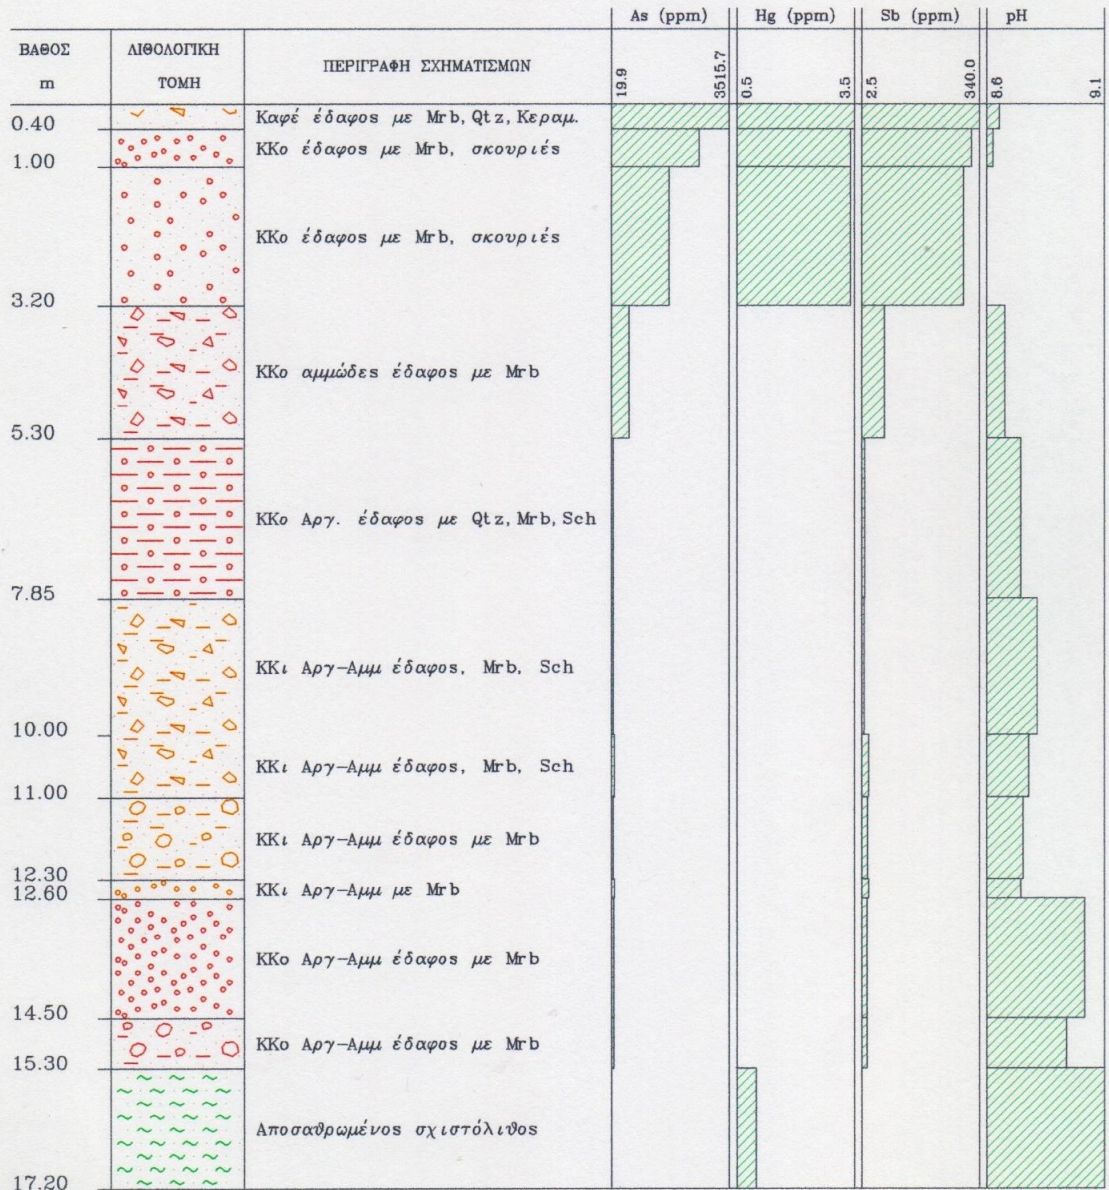 As (ppm) Hg (ppm) Sb (ppm) pH
ΒΑΘΟΣ ΛΙΘΟΛΟΓΙΚΗ ΠΕΡΙΓΡΑΦΗ ΣΧΗΜΑΤΙΣΜΩΝ
m ΤΟΜΗ
19.9 3515.7 0.5 3.5 2.5 340.0 8.6 9.1
Καφέ έδαφος με Mrb, Qtz, Κεραμ.
0.40
ΚΚο έδαφος με Mrb, σκουριές
1.00
ΚΚο έδαφος με Mrb, σκουριές
3.20
ΚΚο αμμώδες έδαφος με Mrb
5.30
ΚΚο Αργ. έδαφος με Qtz, Mrb, Sch
7.85
ΚΚι Αργ-Αμμ έδαφος, Mrb, Sch
10.00
ΚΚι Αργ-Αμμ έδαφος, Mrb, Sch
11.00
ΚΚι Αργ-Αμμ έδαφος με Mrb
12.30
ΚΚι Αργ-Αμμ με Mrb
12.60
ΚΚο Αργ-Αμμ έδαφος με Mrb
14.50
ΚΚο Αργ-Αμμ έδαφος με Mrb
15.30
Αποσαθρωμένος σχιστόλιθος
17.20